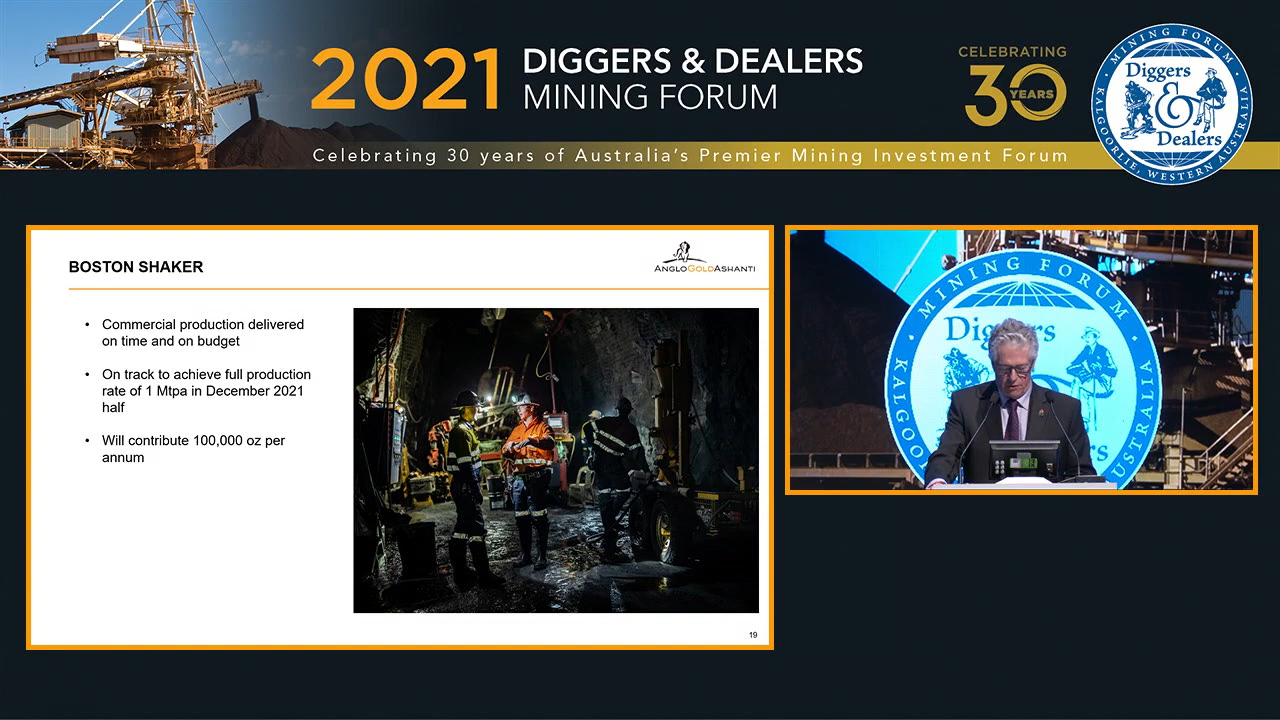 2021 DIGGERS & DEALERS
MINING FORUM
CELEBRATING
30 YEARS
Celebrating 30 years of Australia's Premier Mining Investment Forum
MINING FORUM
Diggers
&
Dealers
KALGOORLIE, WESTERN AUSTRALIA
BOSTON SHAKER
ANGLOGOLDASHANTI
• Commercial production delivered
on time and on budget
• On track to achieve full production
rate of 1 Mtpa in December 2021
half
• Will contribute 100,000 oz per
annum
19
MINING FORUM